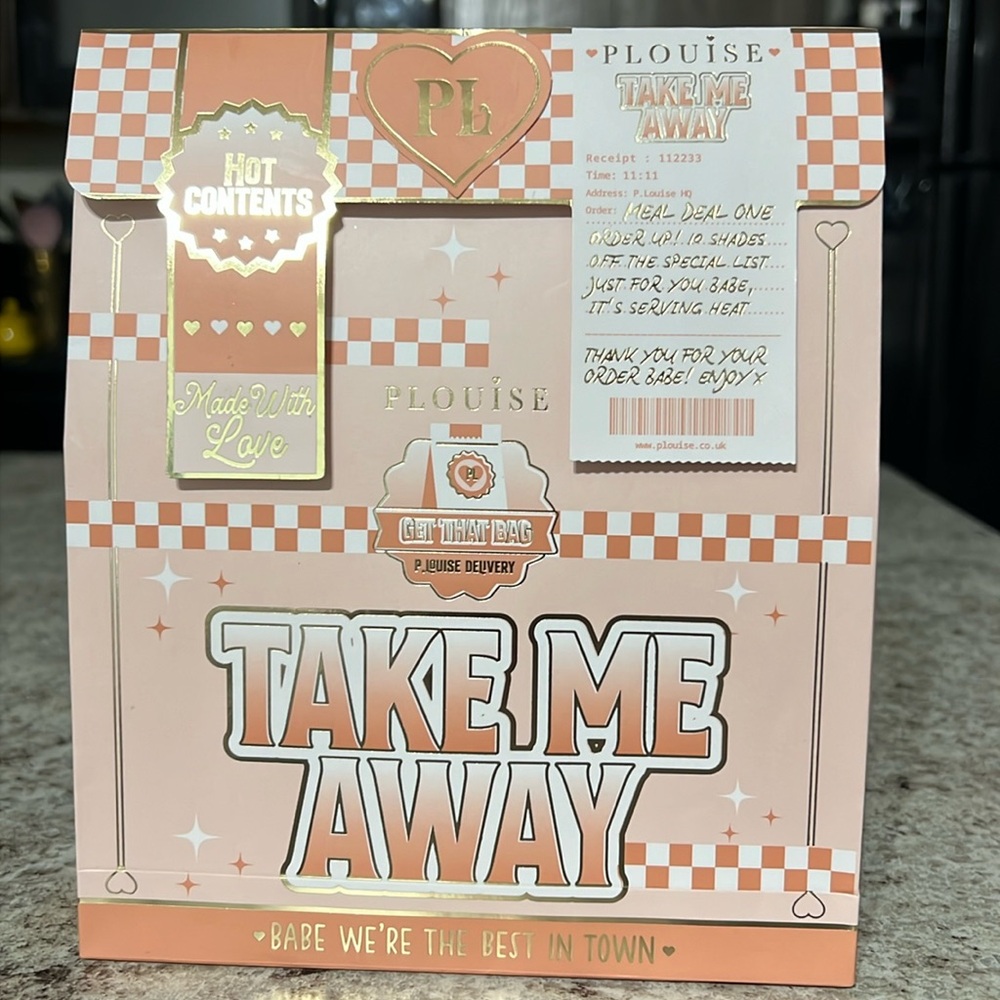 PL
HOT
CONTENTS
Made With
Love
PLOUISE
TAKE ME
AWAY
Receipt : 112233
Time: 11:11
Address: P.Louise HQ
Order: MEAL DEAL ONE
ORDER UP! 10 SHADES
OFF THE SPECIAL LIST
JUST FOR YOU BABE,
IT'S SERVING HEAT
THANK YOU FOR YOUR
ORDER BABE! ENJOY x
www.plouise.co.uk
PLOUISE
PL
GET THAT BAG
P.LOUISE DELIVERY
TAKE ME
AWAY
BABE WE'RE THE BEST IN TOWN